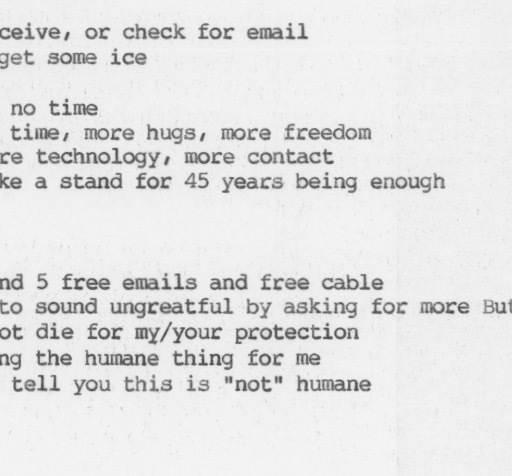 ceive, or check for email
get some ice
no time
time, more hugs, more freedom
re technology, more contact
ke a stand for 45 years being enough
nd 5 free emails and free cable
to sound ungreatful by asking for more But
ot die for my/your protection
ng the humane thing for me
tell you this is "not" humane